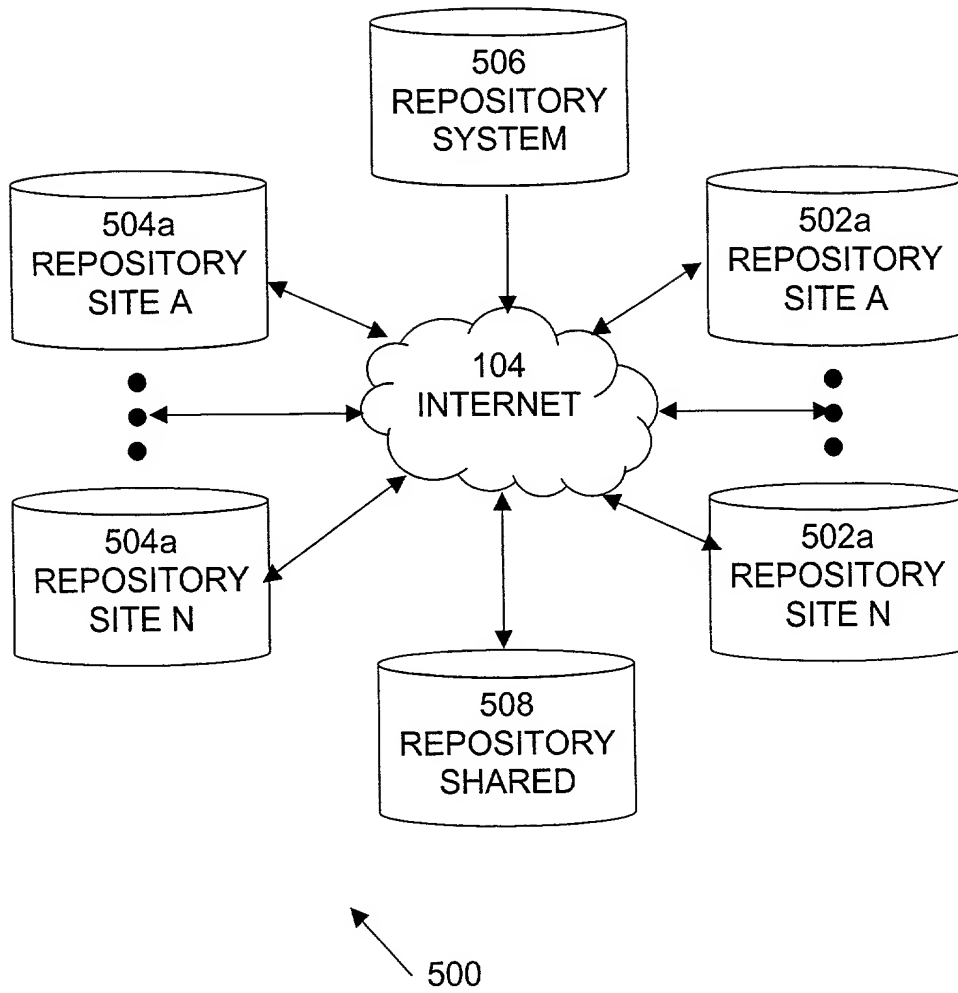 506
REPOSITORY
SYSTEM
504a
REPOSITORY
SITE A
502a
REPOSITORY
SITE A
104
INTERNET
504a
REPOSITORY
SITE N
502a
REPOSITORY
SITE N
508
REPOSITORY
SHARED
500